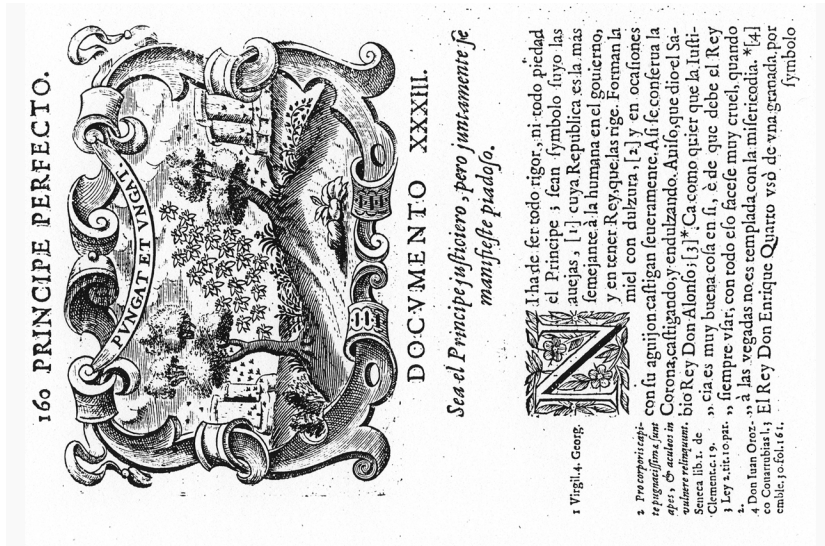 160 PRINCIPE PERFECTO.
PVNGAT ET VNGAT.
DOCVMENTO XXXIII.
Sea el Principe justiciero, pero juntamente se
manifieste piadoso.
NI ha de ser todo rigor, ni todo piedad
el Principe; sean symbolo suyo las
auejas, [1] cuya Republica es la mas
semejante à la humana en el gouierno,
y en tener Rey, que las rige. Forman la
miel con dulzura, [2] y en ocasiones
con su aguijon castigan seueramente. Asi se conserua la
Corona, castigando, y endulzando. Auiso, que dio el Sa-
bio Rey Don Alonso; [3] * Ca como quier que la Iusti-
„ cia es muy buena cosa en si, è de que debe el Rey
„ siempre vsar; con todo eso facese muy cruel, quando
„ à las vegadas no es templada con la misericodia. * [4]
El Rey Don Enrique Quarto vsò de vna granada, por
symbolo
1 Virgil. 4. Georg.
2 Pro corporis capi-
te pugnacissima sunt
apes, & aculeos in
vulnere relinquunt.
Seneca lib. 1. de
Clement. c. 19.
3 Ley 2. tit. 10. par.
2.
4 Don Iuan Oroz-
co Couarrubias l. 3
emble. 30. fol. 161.